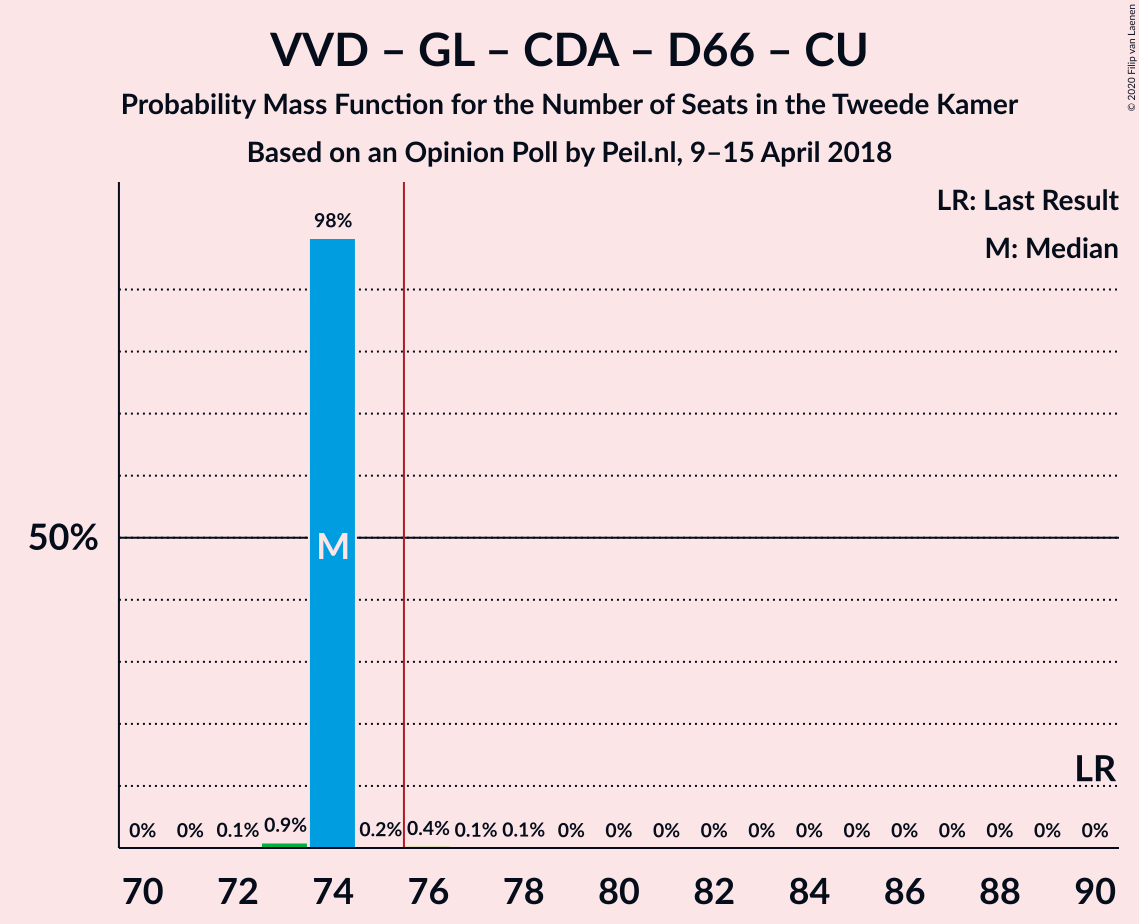 VVD – GL – CDA – D66 – CU
Probability Mass Function for the Number of Seats in the Tweede Kamer
Based on an Opinion Poll by Peil.nl, 9–15 April 2018
© 2020 Filip van Laenen
LR: Last Result
M: Median
98%
50%
M
LR
0% 0% 0.1% 0.9% 0.2% 0.4% 0.1% 0.1% 0% 0% 0% 0% 0% 0% 0% 0% 0% 0% 0% 0%
70 72 74 76 78 80 82 84 86 88 90